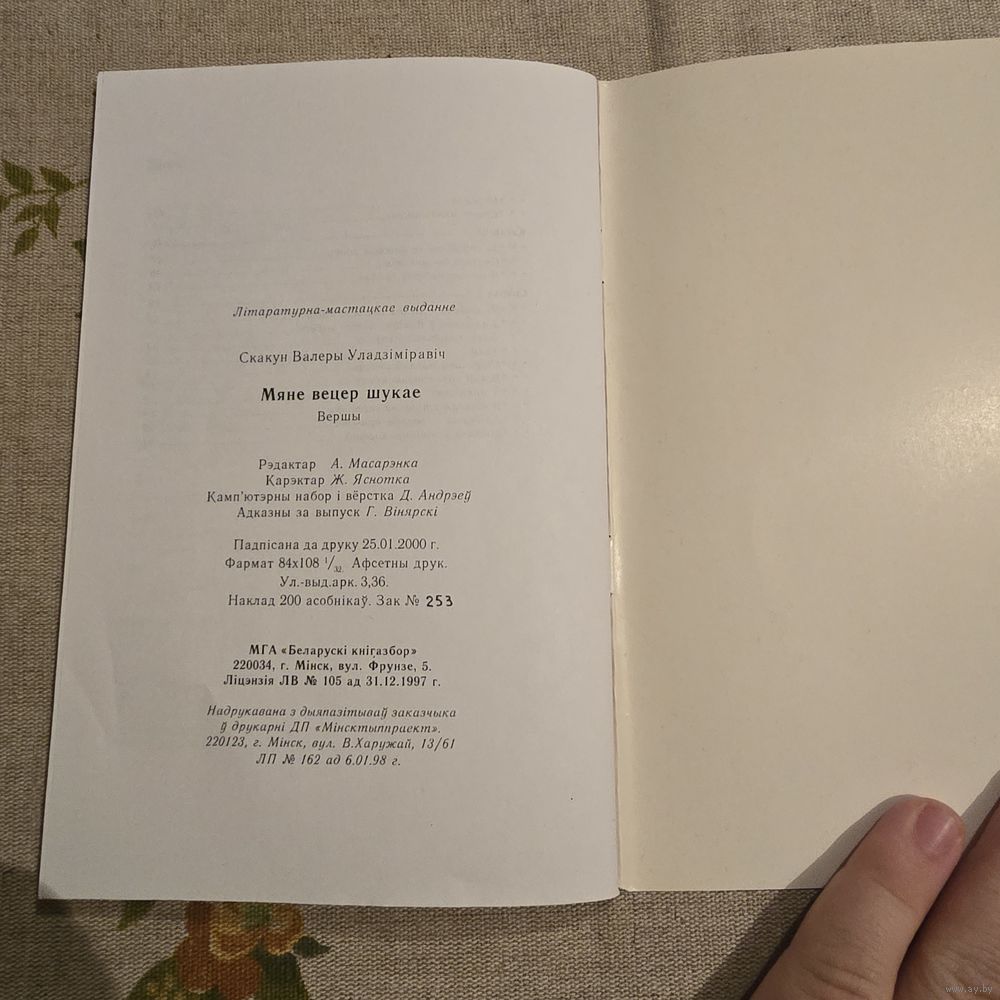 Літаратурна-мастацкае выданне
Скакун Валеры Уладзіміравіч
Мяне вецер шукае
Вершы
Рэдактар А. Масарэнка
Карэктар Ж. Яснотка
Камп'ютэрны набор і вёрстка Д. Андрэеў
Адказны за выпуск Г. Вінярскі
Падпісана да друку 25.01.2000 г.
Фармат 84х108 1/32. Афсетны друк.
Ул.-выд.арк. 3,36.
Наклад 200 асобнікаў. Зак № 253
МГА «Беларускі кнігазбор»
220034, г. Мінск, вул. Фрунзе, 5.
Ліцэнзія ЛВ № 105 ад 31.12.1997 г.
Надрукавана з дыяпазітываў заказчыка
ў друкарні ДП «Мінсктыппраект».
220123, г. Мінск, вул. В.Харужай, 13/61
ЛП № 162 ад 6.01.98 г.
www.ay.by